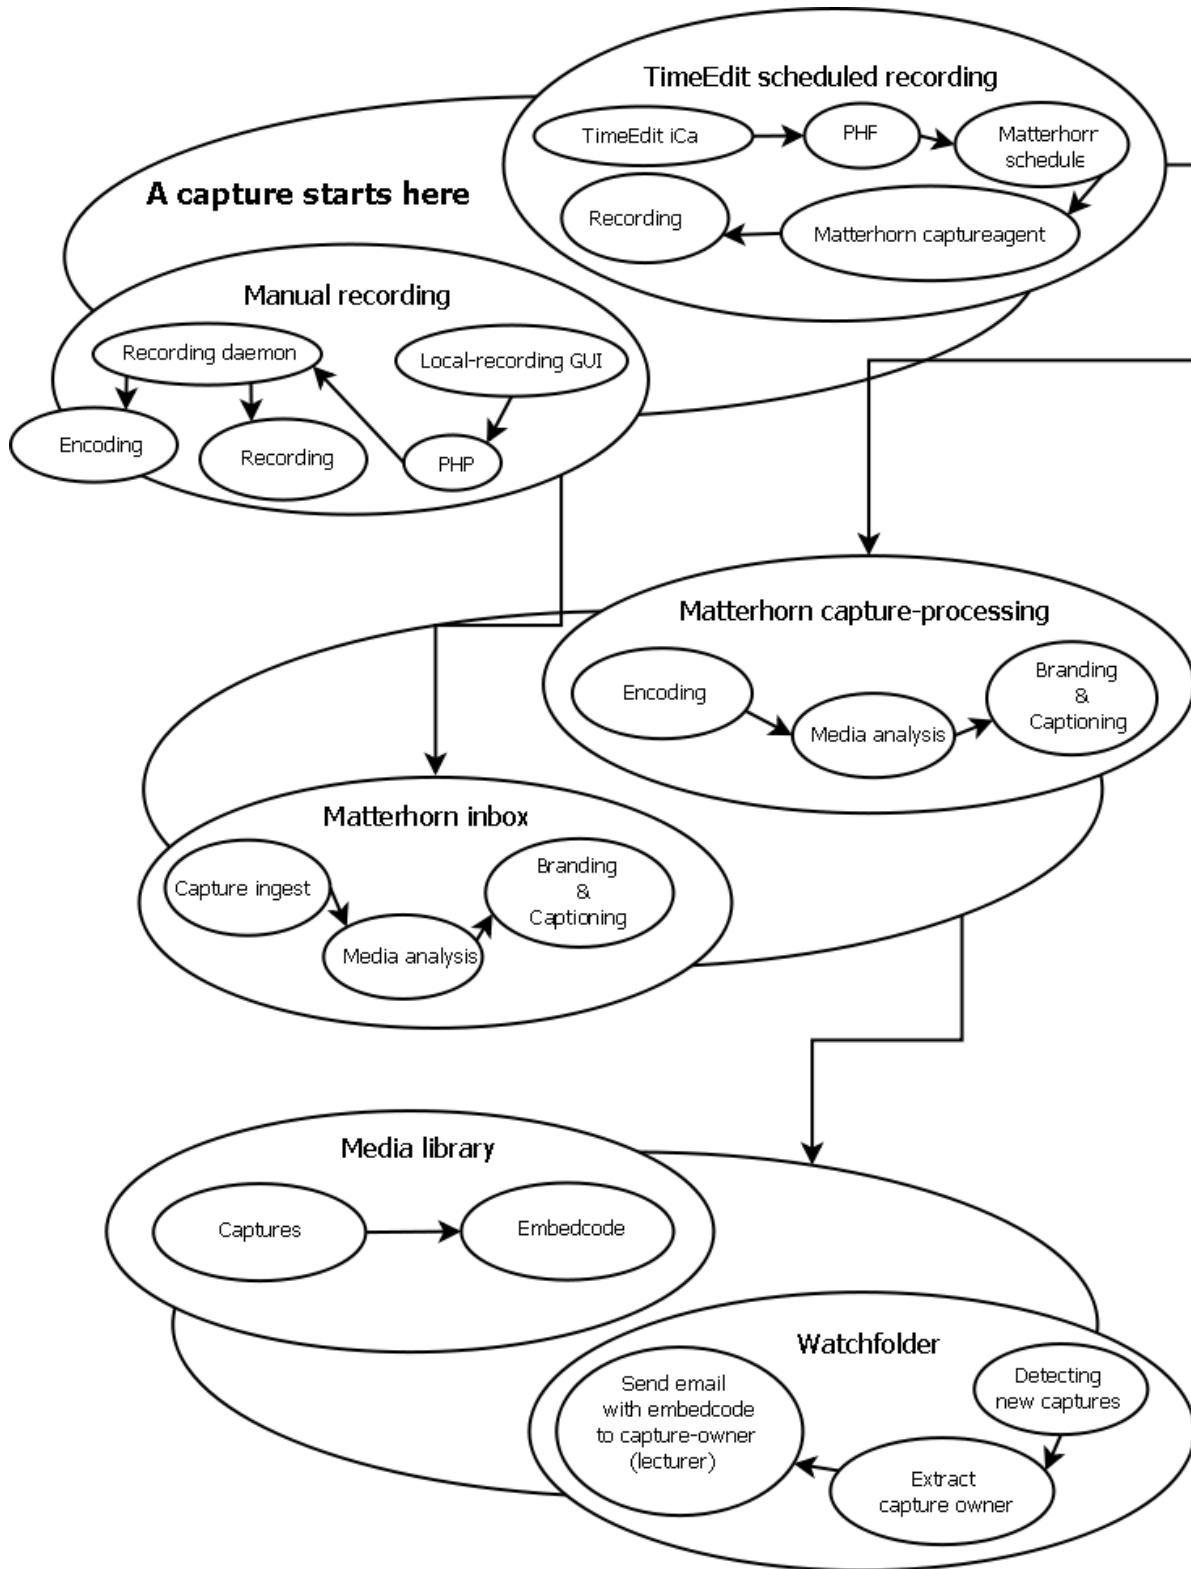 TimeEdit scheduled recording
TimeEdit iCa
PHF
Matterhorr
schedule
Recording
Matterhorn captureagent
A capture starts here
Manual recording
Recording daemon
Local-recording GUI
Encoding
Recording
PHP
Matterhorn capture-processing
Encoding
Media analysis
Branding
&
Captioning
Matterhorn inbox
Capture ingest
Media analysis
Branding
&
Captioning
Media library
Captures
Embedcode
Watchfolder
Send email
with embedcode
to capture-owner
(lecturer)
Detecting
new captures
Extract
capture owner